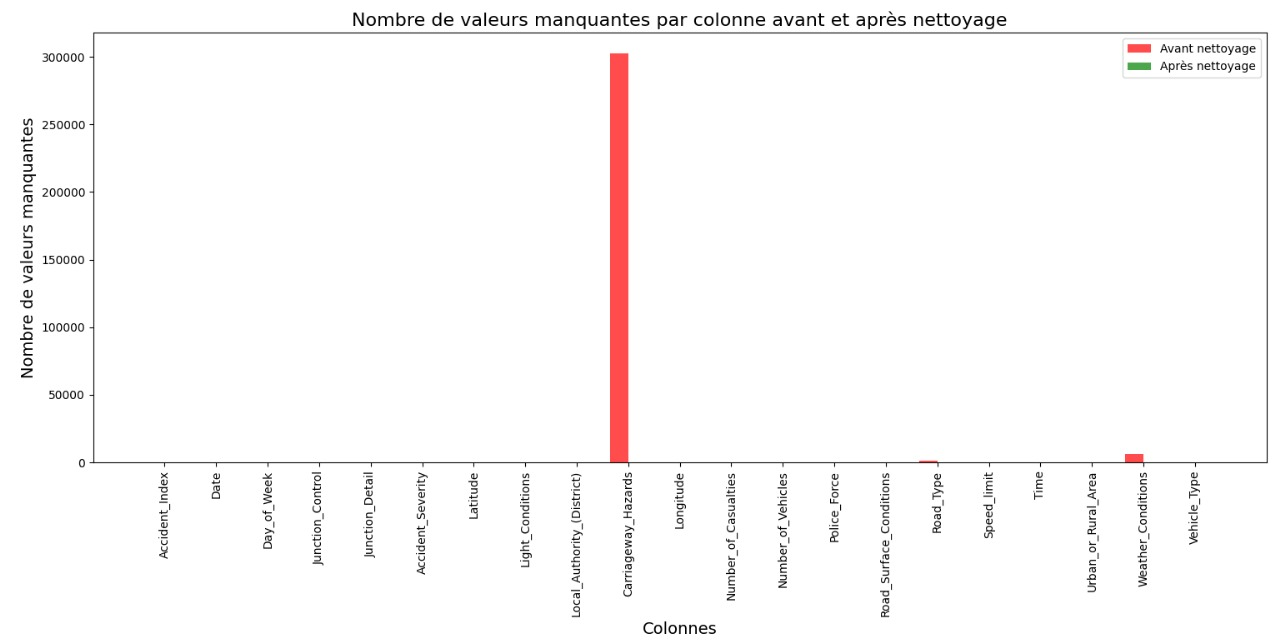 Nombre de valeurs manquantes par colonne avant et après nettoyage
Avant nettoyage
Après nettoyage
Nombre de valeurs manquantes
300000
250000
200000
150000
100000
50000
0
Accident_Index
Date
Day_of_Week
Junction_Control
Junction_Detail
Accident_Severity
Latitude
Light_Conditions
Local_Authority_(District)
Carriageway_Hazards
Longitude
Number_of_Casualties
Number_of_Vehicles
Police_Force
Road_Surface_Conditions
Road_Type
Speed_limit
Time
Urban_or_Rural_Area
Weather_Conditions
Vehicle_Type
Colonnes